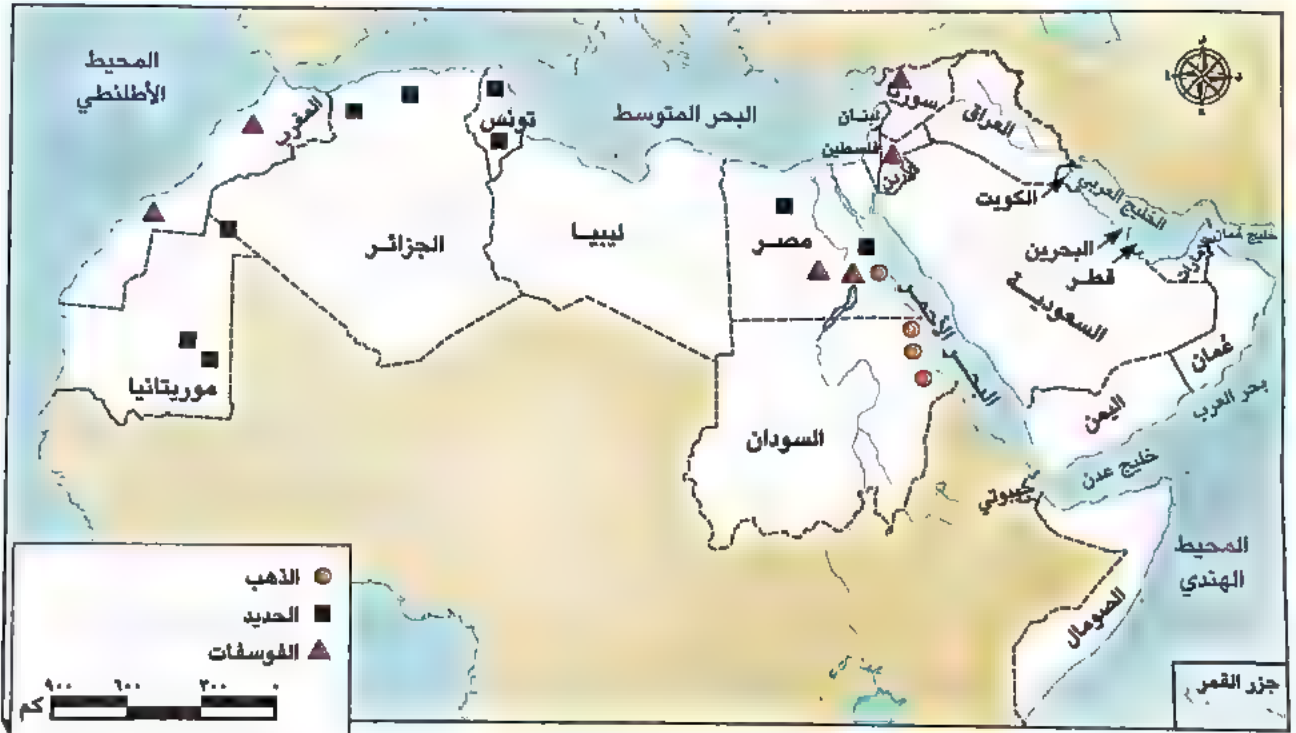 المحيط
الأطلنطي
المغرب
تونس
البحر المتوسط
سوريا
لبنان
فلسطين
الأردن
العراق
الكويت
الخليج العربي
خليج عُمان
البحرين
قطر
الإمارات
السعودية
عُمان
اليمن
بحر العرب
خليج عدن
البحر الأحمر
الجزائر
ليبيا
مصر
موريتانيا
السودان
جيبوتي
الصومال
المحيط
الهندي
جزر القمر
الذهب
الحديد
الفوسفات
٩٠٠ ٦٠٠ ٣٠٠ ٠
كم